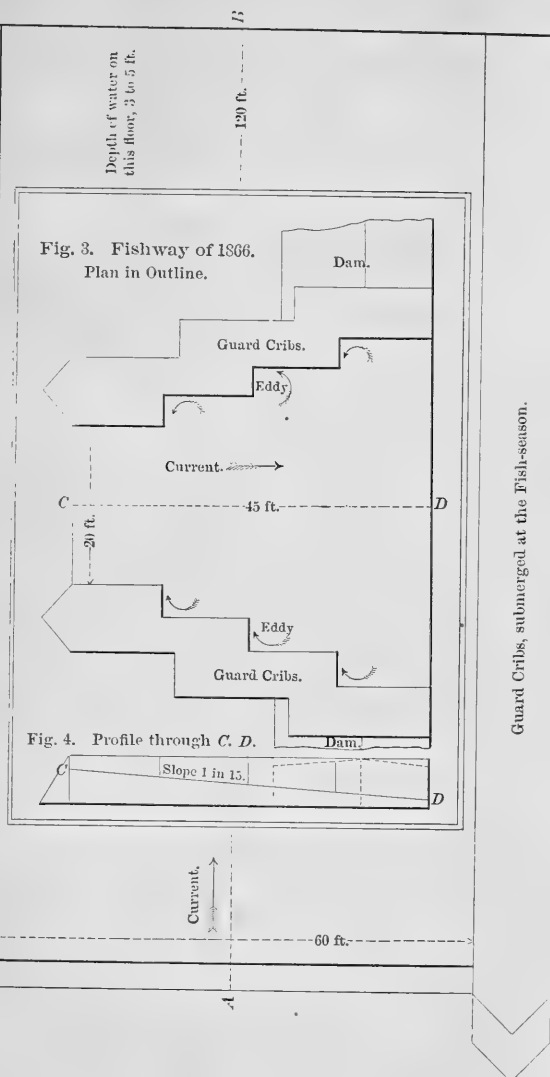 B
Depth of water on
this floor, 3 to 5 ft.
120 ft.
Fig. 3. Fishway of 1866.
Plan in Outline.
Dam.
Guard Cribs.
Eddy
Current.
C
45 ft.
D
20 ft.
Eddy
Guard Cribs.
Fig. 4. Profile through C. D.
Dam.
C
Slope 1 in 15.
D
Guard Cribs, submerged at the Fish-season.
Current.
60 ft.
A